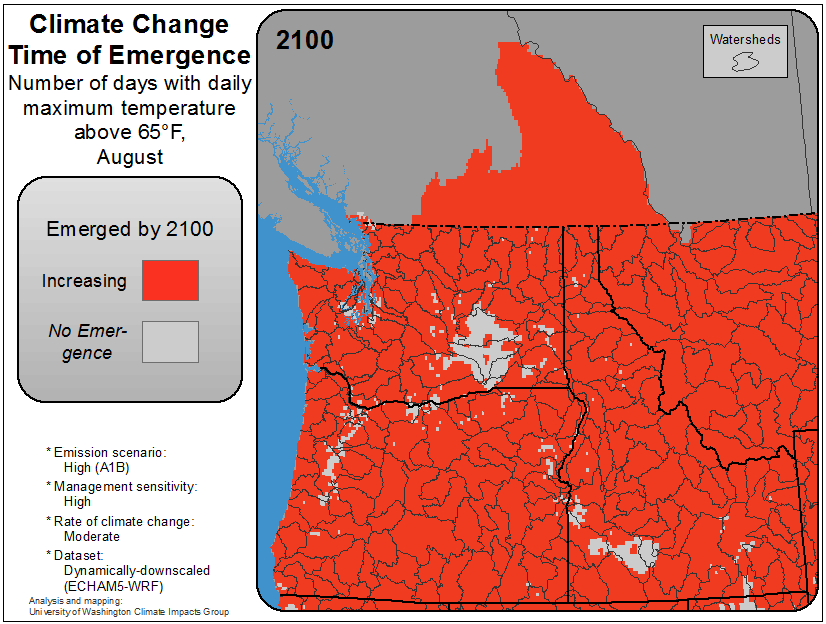 Climate Change
Time of Emergence
Number of days with daily
maximum temperature
above 65°F,
August
Emerged by 2100
Increasing
No Emer-
gence
* Emission scenario:
High (A1B)
* Management sensitivity:
High
* Rate of climate change:
Moderate
* Dataset:
Dynamically-downscaled
(ECHAM5-WRF)
Analysis and mapping:
University of Washington Climate Impacts Group
2100
Watersheds